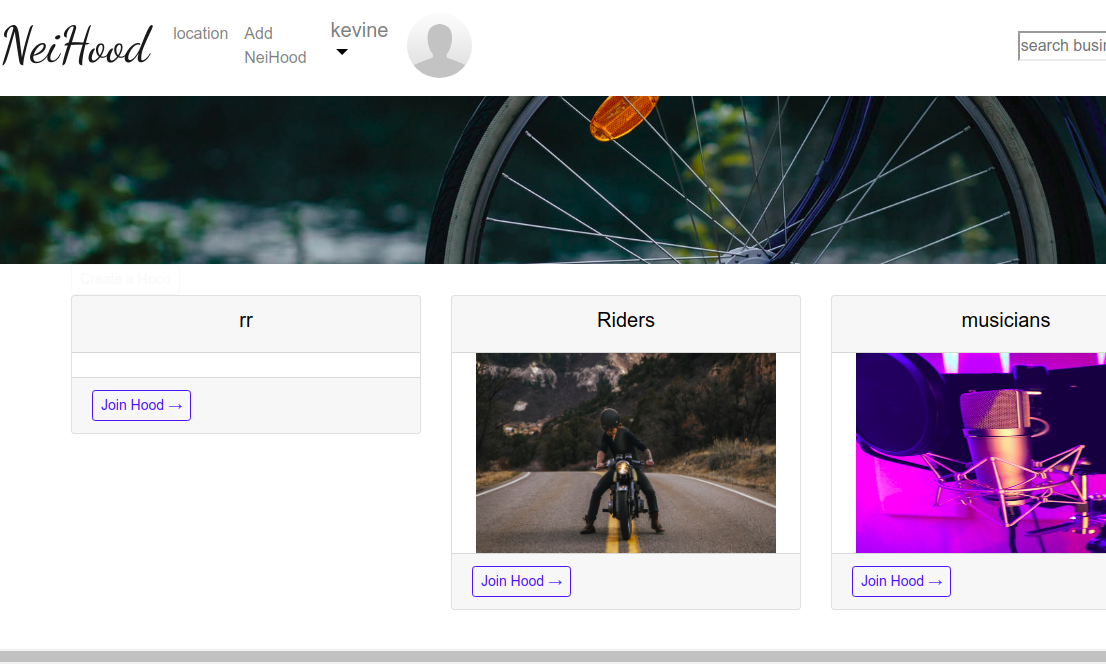 NeiHood
location
Add
NeiHood
kevine
search busin
Create a Hood
rr
Riders
musicians
Join Hood →
Join Hood →
Join Hood →